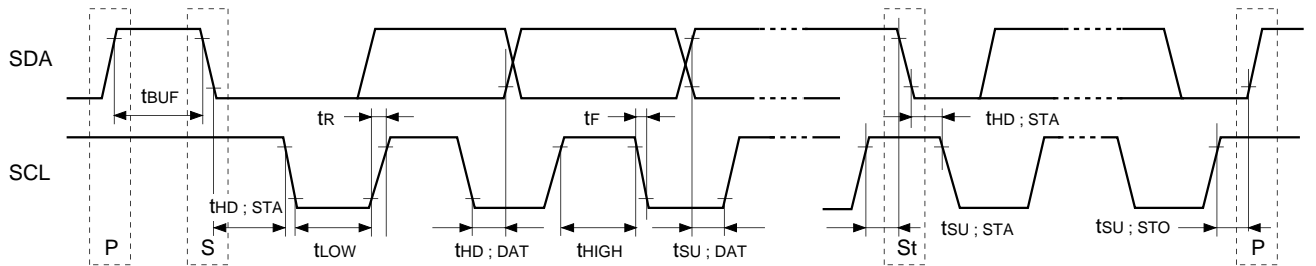 SDA
tBUF
tR
tF
tHD ; STA
SCL
tHD ; STA
tLOW
tHD ; DAT
tHIGH
tSU ; DAT
tSU ; STA
tSU ; STO
P
S
St
P